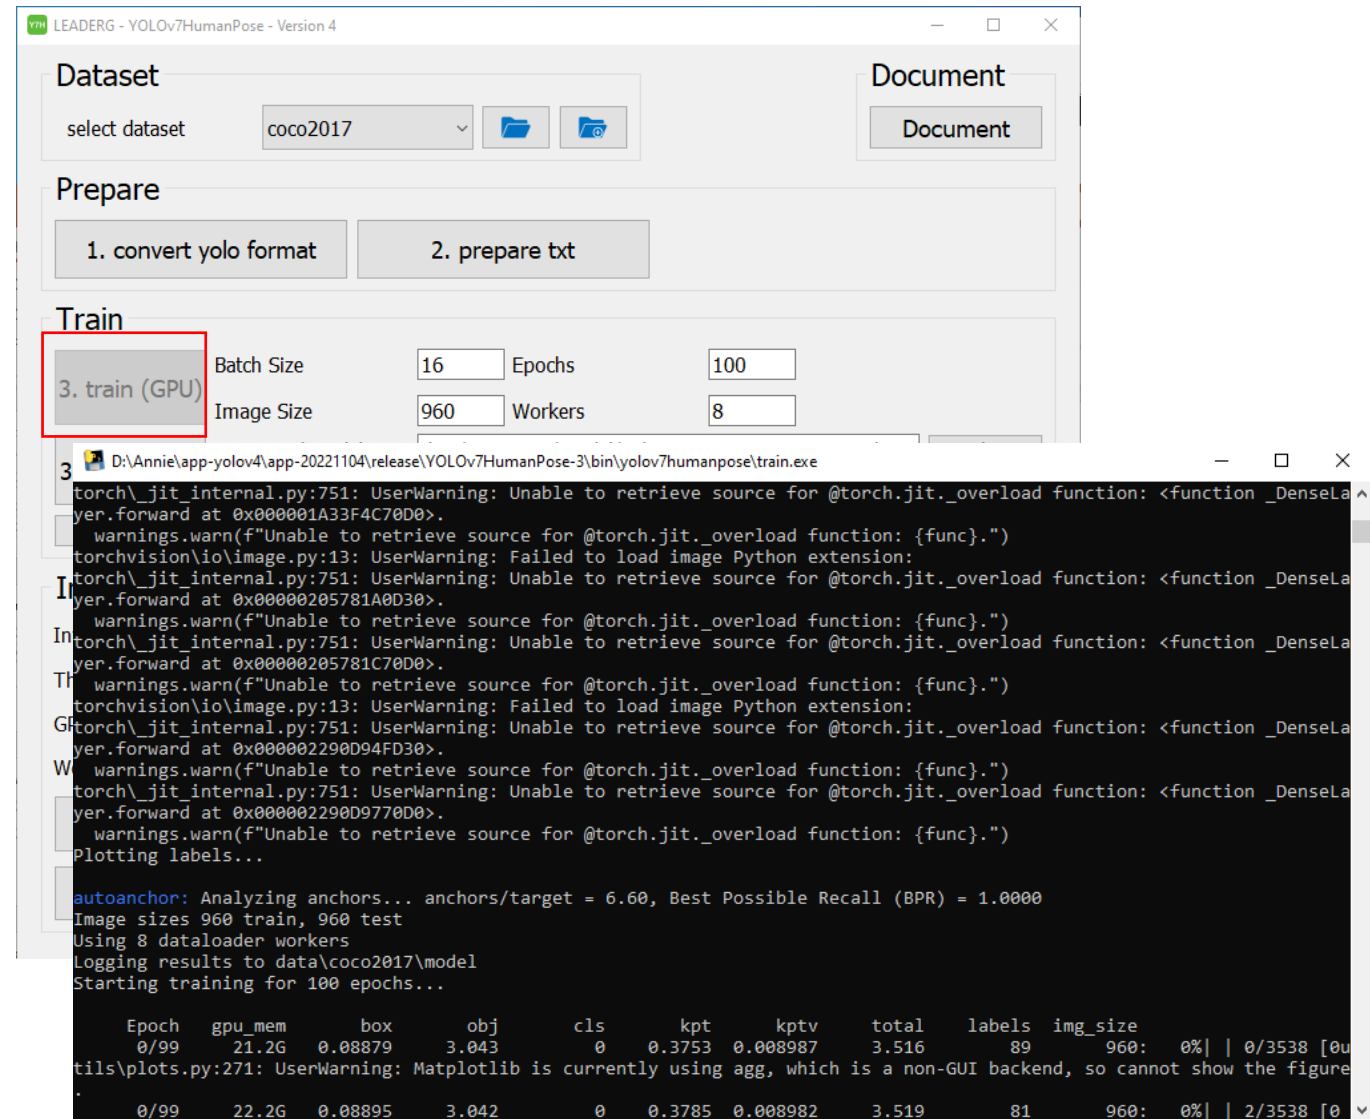 Y7H LEADERG - YOLOv7HumanPose - Version 4
Dataset
Document
select dataset
coco2017
Document
Prepare
1. convert yolo format
2. prepare txt
Train
3. train (GPU)
Batch Size
16
Epochs
100
Image Size
960
Workers
8
3
D:\Annie\app-yolov4\app-20221104\release\YOLOv7HumanPose-3\bin\yolov7humanpose\train.exe
torch\_jit_internal.py:751: UserWarning: Unable to retrieve source for @torch.jit._overload function: <function _DenseLa
yer.forward at 0x000001A33F4C70D0>.
warnings.warn(f"Unable to retrieve source for @torch.jit._overload function: {func}.")
torchvision\io\image.py:13: UserWarning: Failed to load image Python extension:
torch\_jit_internal.py:751: UserWarning: Unable to retrieve source for @torch.jit._overload function: <function _DenseLa
yer.forward at 0x00000205781A0D30>.
warnings.warn(f"Unable to retrieve source for @torch.jit._overload function: {func}.")
torch\_jit_internal.py:751: UserWarning: Unable to retrieve source for @torch.jit._overload function: <function _DenseLa
yer.forward at 0x00000205781C70D0>.
warnings.warn(f"Unable to retrieve source for @torch.jit._overload function: {func}.")
torchvision\io\image.py:13: UserWarning: Failed to load image Python extension:
torch\_jit_internal.py:751: UserWarning: Unable to retrieve source for @torch.jit._overload function: <function _DenseLa
yer.forward at 0x000002290D94FD30>.
warnings.warn(f"Unable to retrieve source for @torch.jit._overload function: {func}.")
torch\_jit_internal.py:751: UserWarning: Unable to retrieve source for @torch.jit._overload function: <function _DenseLa
yer.forward at 0x000002290D9770D0>.
warnings.warn(f"Unable to retrieve source for @torch.jit._overload function: {func}.")
Plotting labels...
autoanchor: Analyzing anchors... anchors/target = 6.60, Best Possible Recall (BPR) = 1.0000
Image sizes 960 train, 960 test
Using 8 dataloader workers
Logging results to data\coco2017\model
Starting training for 100 epochs...
Epoch gpu_mem box obj cls kpt kptv total labels img_size
0/99 21.2G 0.08879 3.043 0 0.3753 0.008987 3.516 89 960: 0%| | 0/3538 [0u
tils\plots.py:271: UserWarning: Matplotlib is currently using agg, which is a non-GUI backend, so cannot show the figure
.
0/99 22.2G 0.08895 3.042 0 0.3785 0.008982 3.519 81 960: 0%| | 2/3538 [0